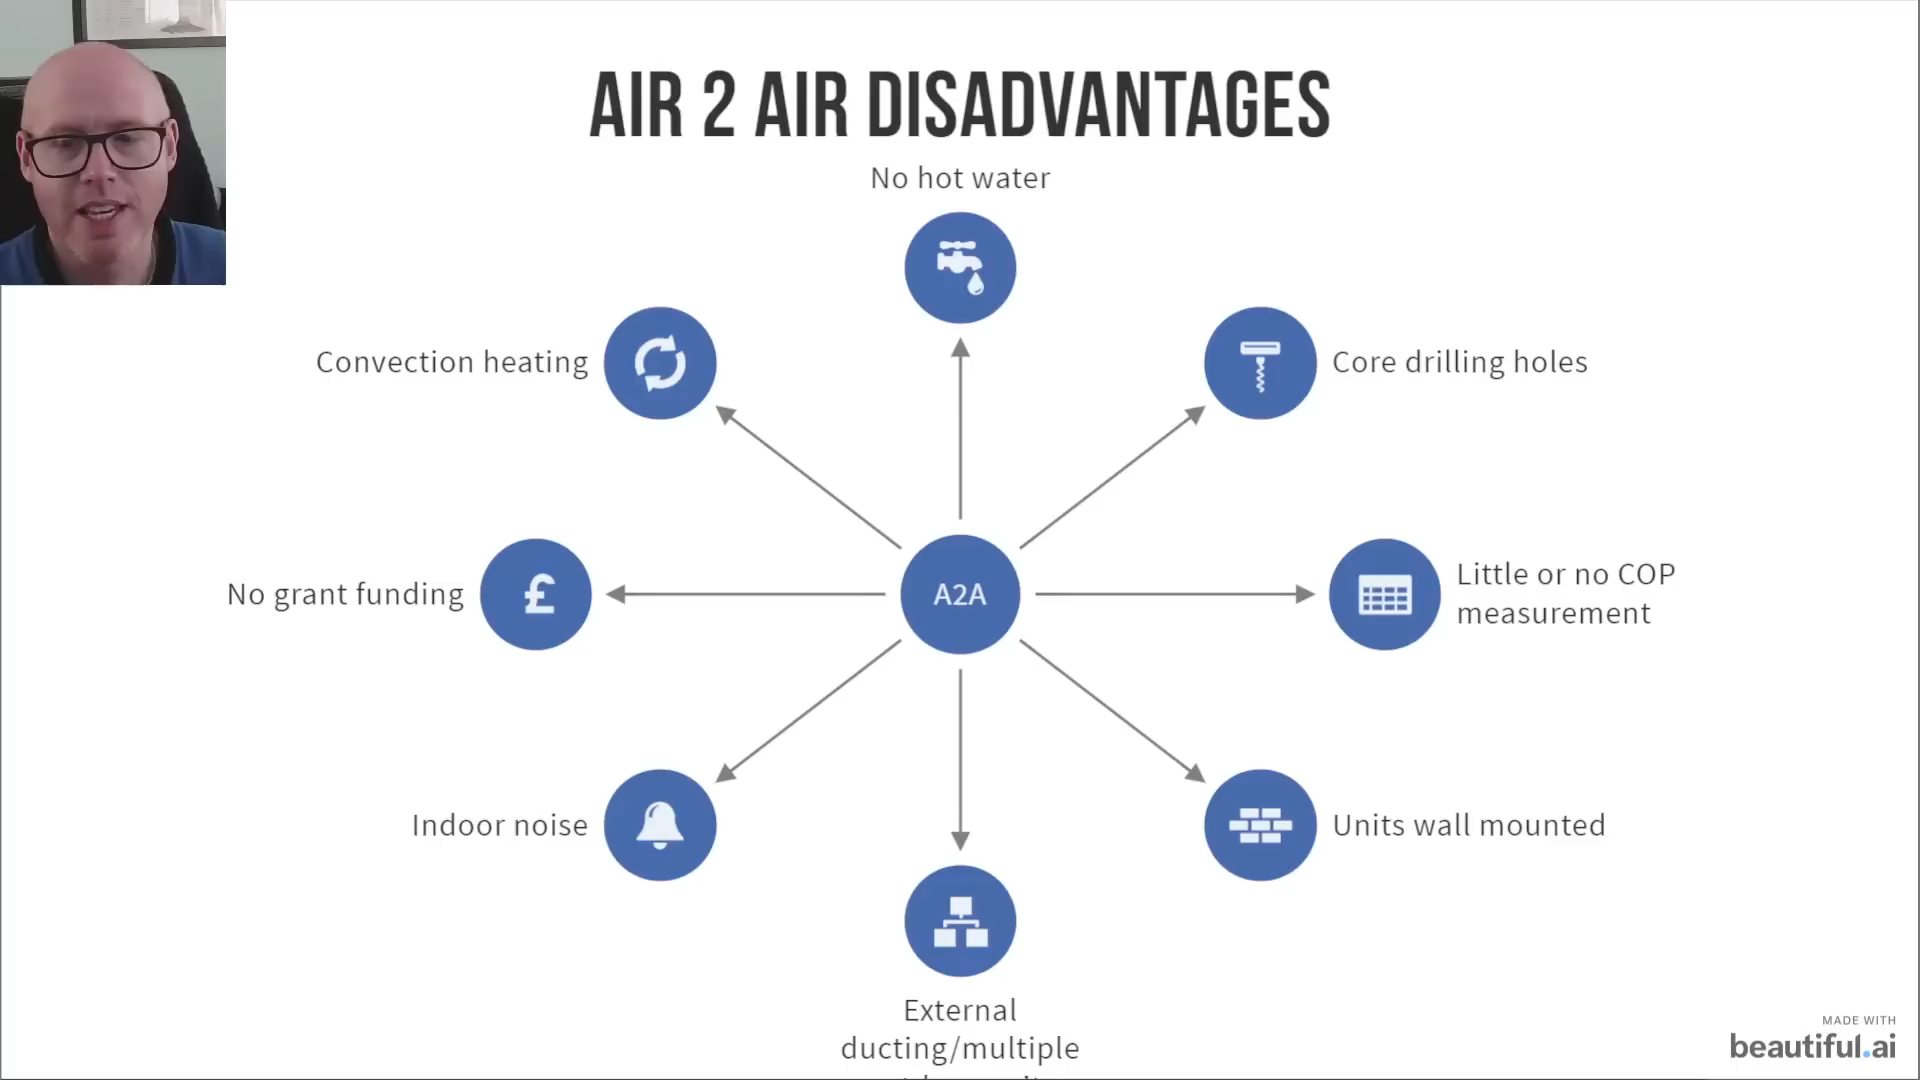 AIR 2 AIR DISADVANTAGES
No hot water
Convection heating
Core drilling holes
No grant funding
£
A2A
Little or no COP
measurement
Indoor noise
Units wall mounted
External
ducting/multiple
MADE WITH
beautiful.ai